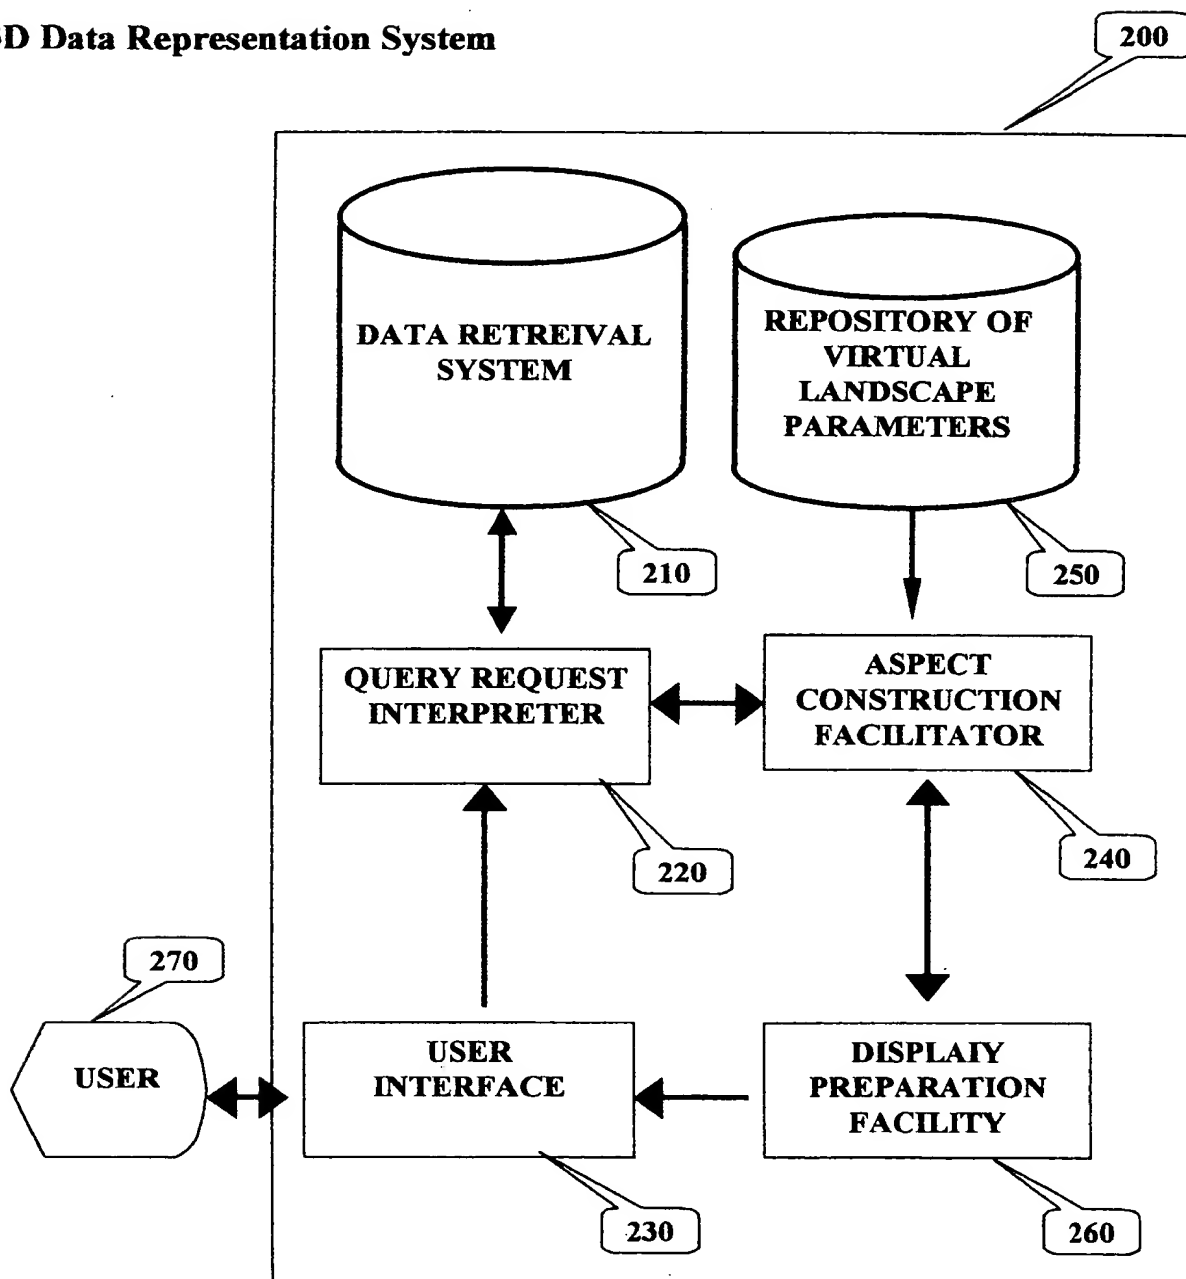 D Data Representation System
200
DATA RETREIVAL
SYSTEM
REPOSITORY OF
VIRTUAL
LANDSCAPE
PARAMETERS
210
250
QUERY REQUEST
INTERPRETER
ASPECT
CONSTRUCTION
FACILITATOR
220
240
270
USER
USER
INTERFACE
DISPLAIY
PREPARATION
FACILITY
230
260